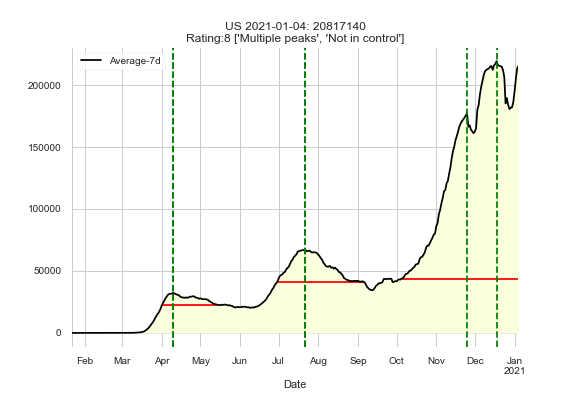 US 2021-01-04: 20817140
Rating:8 ['Multiple peaks', 'Not in control']
Average-7d
200000
150000
100000
50000
0
Feb Mar Apr May Jun Jul Aug Sep Oct Nov Dec Jan
2021
Date